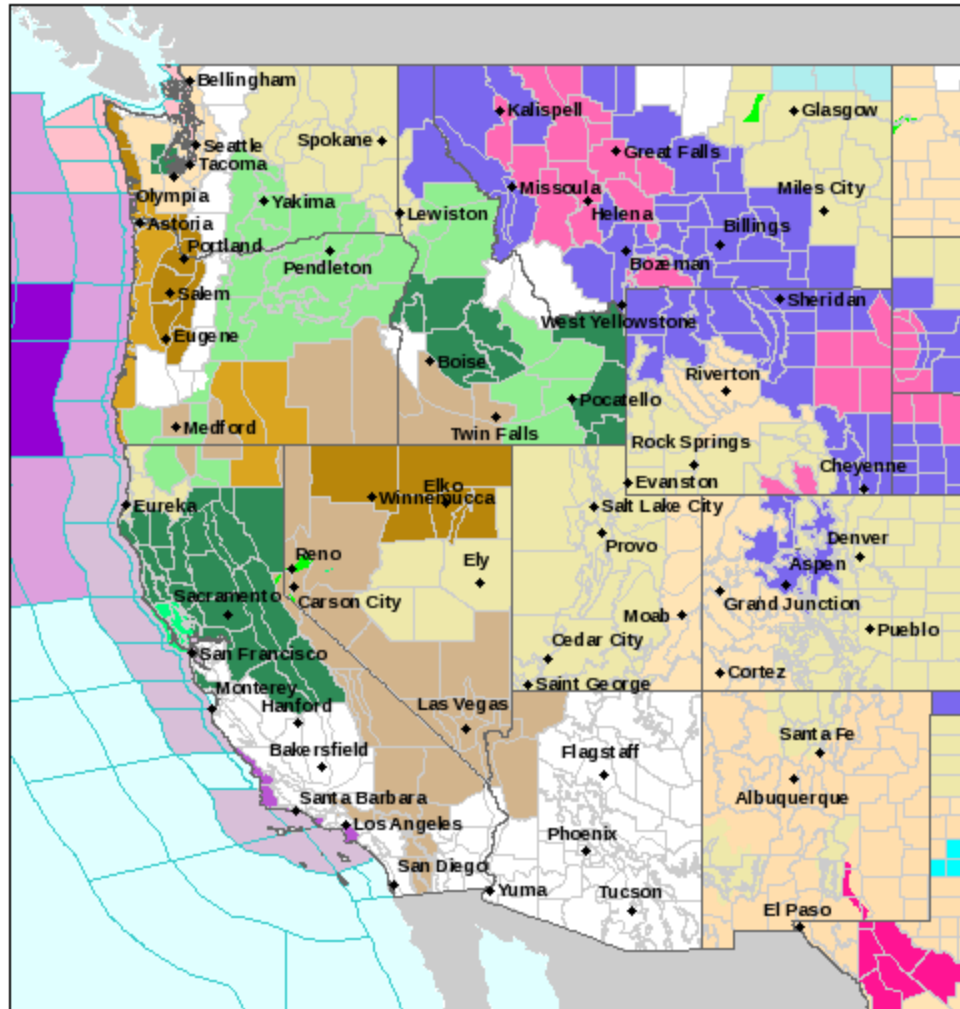 Bellingham
Kalispell
Glasgow
Spokane
Seattle
Great Falls
Tacoma
Missoula
Miles City
Olympia
Yakima
Lewiston
Helena
Astoria
Billings
Portland
Pendleton
Bozeman
Salem
Sheridan
West Yellowstone
Eugene
Boise
Riverton
Pocatello
Medford
Twin Falls
Rock Springs
Cheyenne
Elko
Evanston
Winnemucca
Eureka
Salt Lake City
Denver
Provo
Reno
Ely
Aspen
Sacramento
Carson City
Grand Junction
Moab
Pueblo
Cedar City
San Francisco
Cortez
Saint George
Monterey
Hanford
Las Vegas
Santa Fe
Bakersfield
Flagstaff
Albuquerque
Santa Barbara
Los Angeles
Phoenix
San Diego
Yuma
Tucson
El Paso